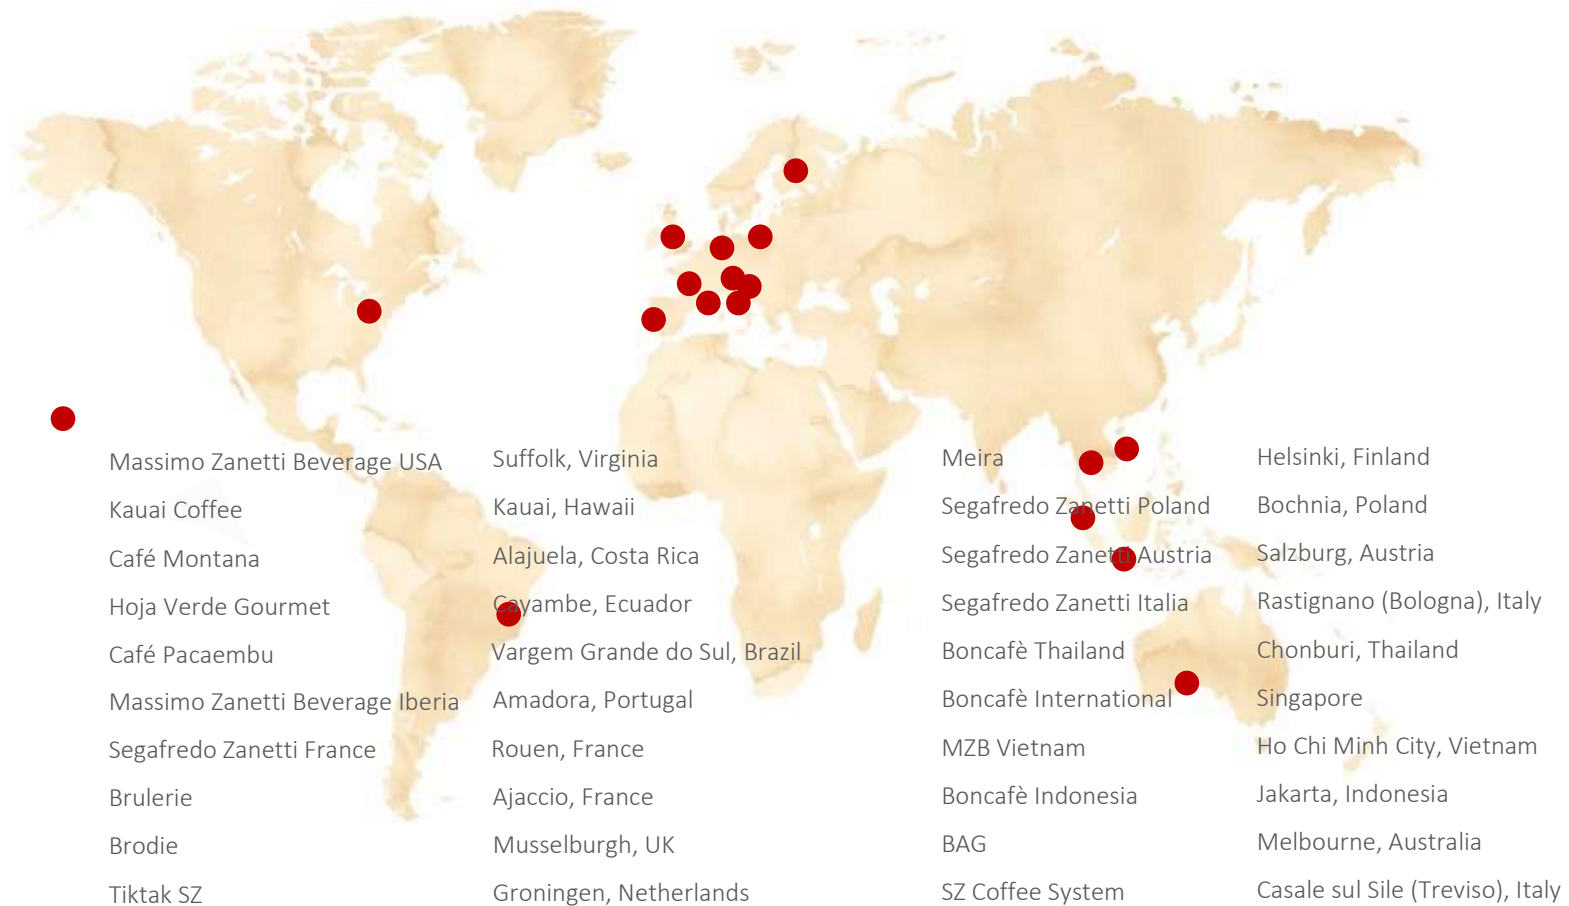 Massimo Zanetti Beverage USA Suffolk, Virginia
Kauai Coffee Kauai, Hawaii
Café Montana Alajuela, Costa Rica
Hoja Verde Gourmet Cayambe, Ecuador
Café Pacaembu Vargem Grande do Sul, Brazil
Massimo Zanetti Beverage Iberia Amadora, Portugal
Segafredo Zanetti France Rouen, France
Brulerie Ajaccio, France
Brodie Musselburgh, UK
Tiktak SZ Groningen, Netherlands
Meira Helsinki, Finland
Segafredo Zanetti Poland Bochnia, Poland
Segafredo Zanetti Austria Salzburg, Austria
Segafredo Zanetti Italia Rastignano (Bologna), Italy
Boncafè Thailand Chonburi, Thailand
Boncafè International Singapore
MZB Vietnam Ho Chi Minh City, Vietnam
Boncafè Indonesia Jakarta, Indonesia
BAG Melbourne, Australia
SZ Coffee System Casale sul Sile (Treviso), Italy